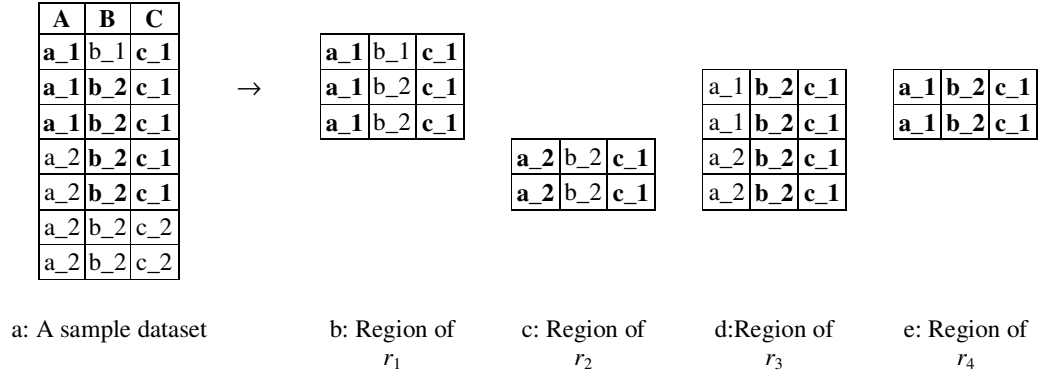 A B C
a_1 b_1 c_1
a_1 b_2 c_1
a_1 b_2 c_1
a_2 b_2 c_1
a_2 b_2 c_1
a_2 b_2 c_2
a_2 b_2 c_2
→
a_1 b_1 c_1
a_1 b_2 c_1
a_1 b_2 c_1
a_2 b_2 c_1
a_2 b_2 c_1
a_1 b_2 c_1
a_1 b_2 c_1
a_2 b_2 c_1
a_2 b_2 c_1
a_1 b_2 c_1
a_1 b_2 c_1
a: A sample dataset
b: Region of
r₁
c: Region of
r₂
d:Region of
r₃
e: Region of
r₄